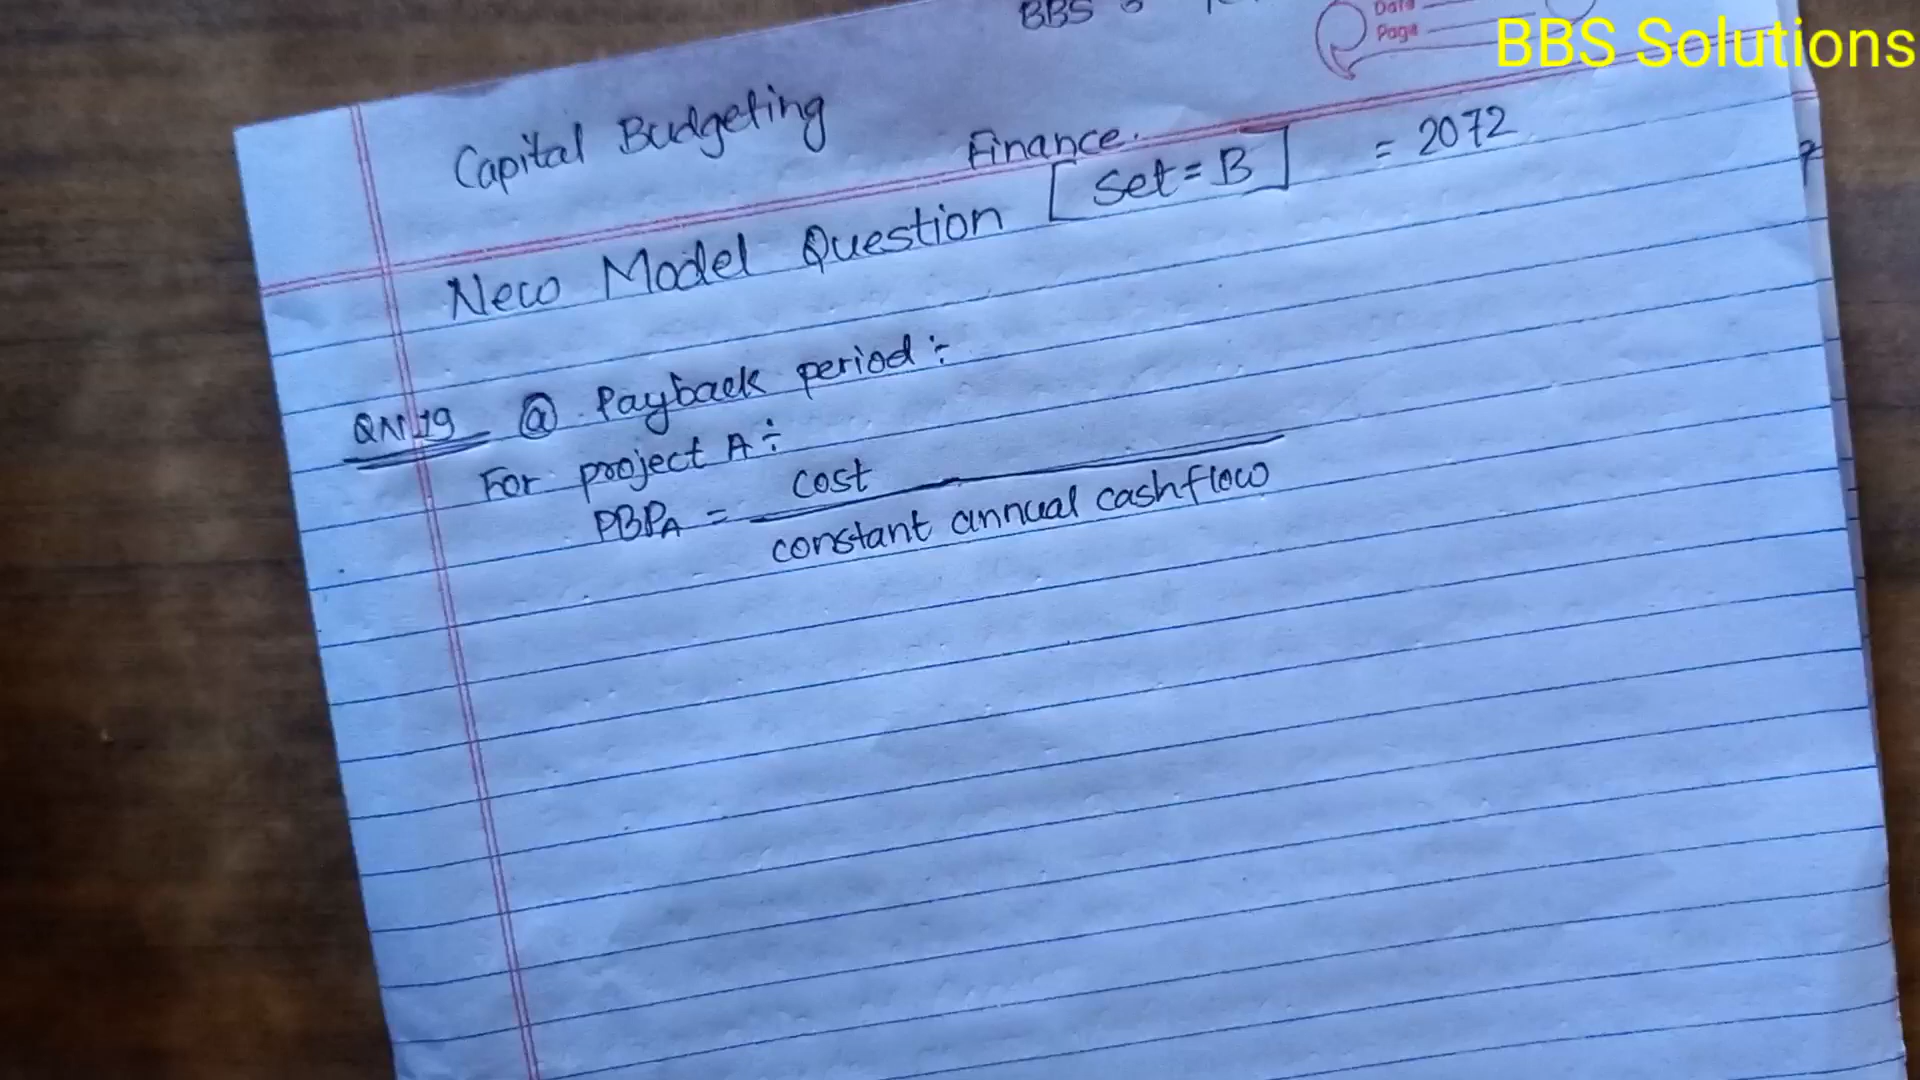 BBS
Date
Page
BBS Solutions
Capital Budgeting
Finance.
New Model Question [Set = B] = 2072
QN.19 @ Payback period :-
For project A ÷
PBPA = cost
constant annual cashflow